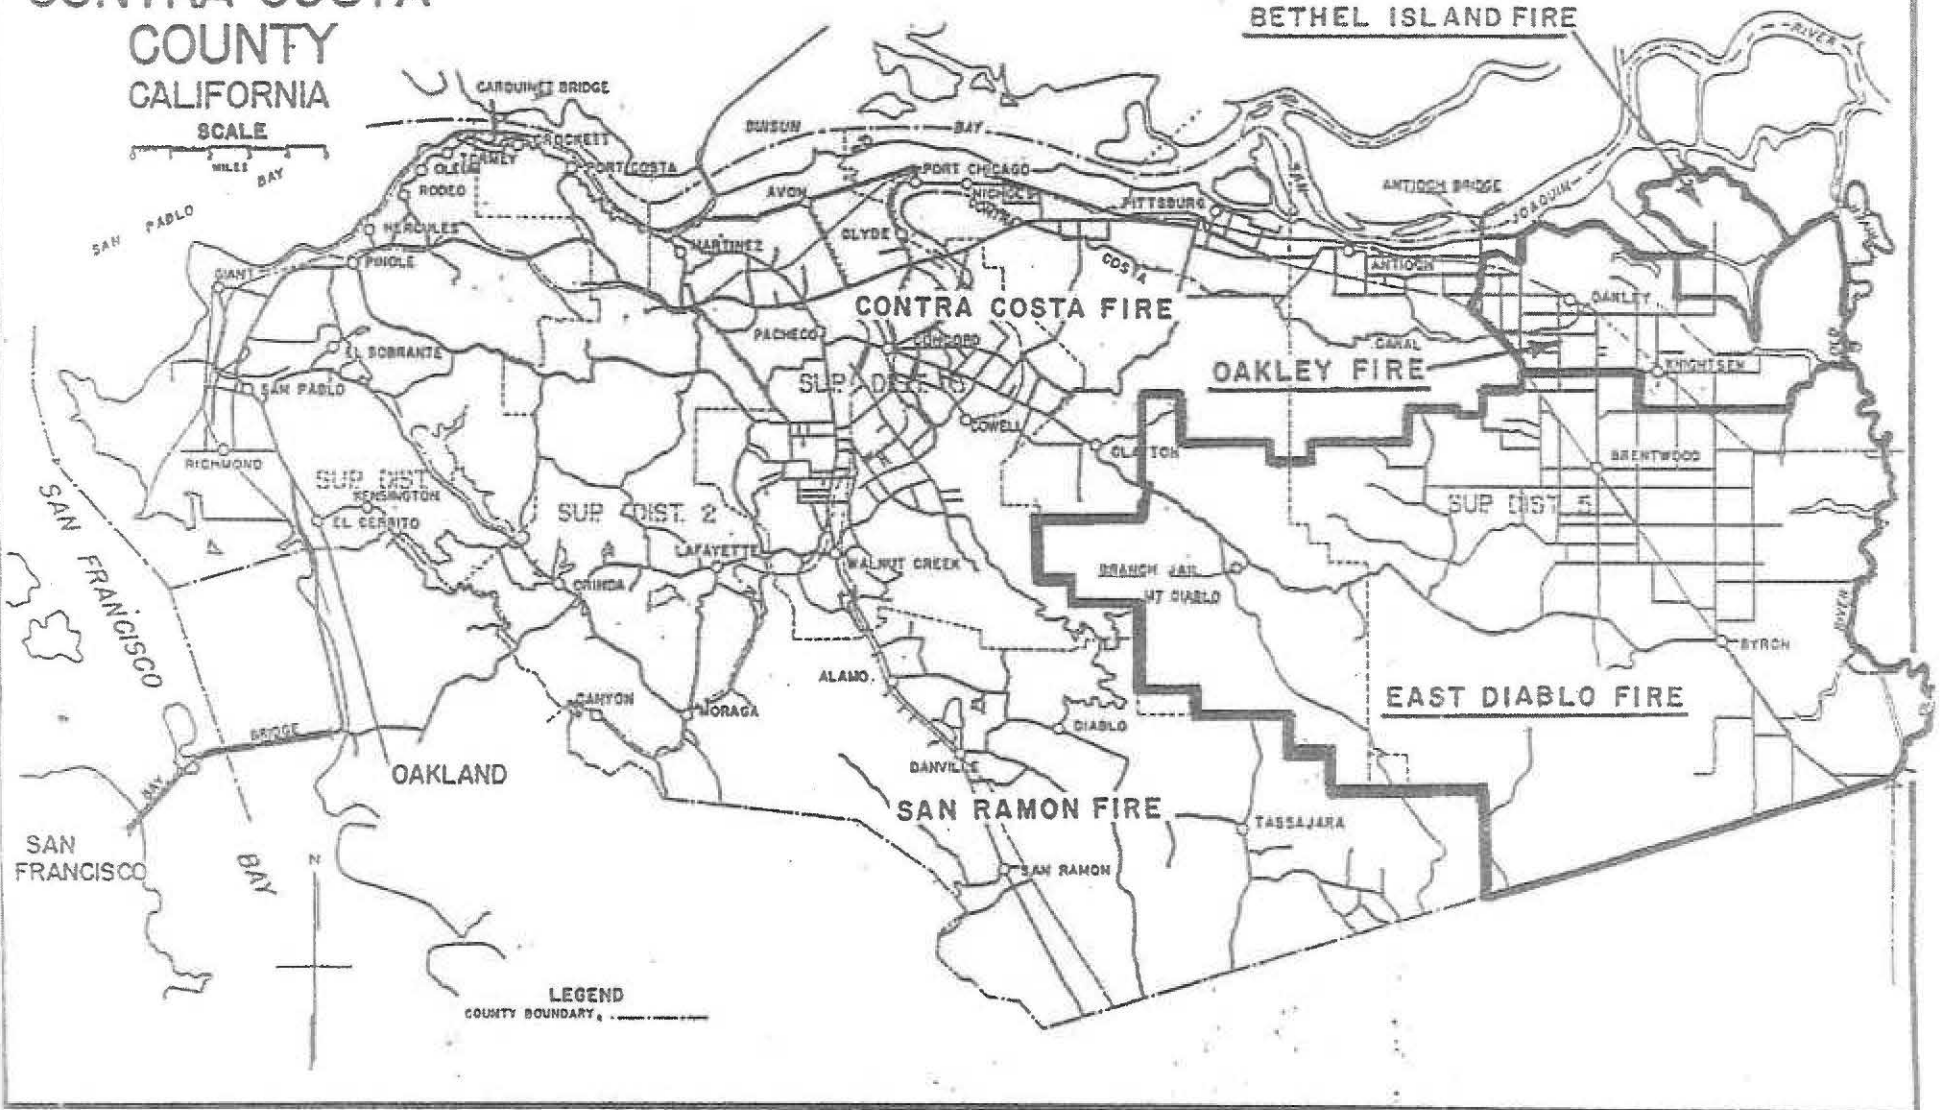 CONTRA COSTA
COUNTY
CALIFORNIA
SCALE
MILES
BETHEL ISLAND FIRE
RIVER
CARQUINEZ BRIDGE
SUISUN BAY
CROCKETT
TORMEY
OLEUM
PORT COSTA
RODEO
SAN PABLO BAY
HERCULES
PINOLE
GIANT
AVON
PORT CHICAGO
NICHOLS
PITTSBURG
ANTIOCH BRIDGE
SAN
JOAQUIN
CLYDE
MARTINEZ
CONTRA
COSTA
CANAL
ANTIOCH
OAKLEY
CONTRA COSTA FIRE
PACHECO
CONCORD
EL SOBRANTE
SAN PABLO
OAKLEY FIRE
KNIGHTSEN
OLD
RIVER
SUP. DIST.
COWELL
CLAYTON
BRENTWOOD
RICHMOND
SUP. DIST.
KENSINGTON
EL CERRITO
SUP. DIST. 2
SUP. DIST. 5
LAFAYETTE
WALNUT CREEK
ORINDA
BRANCH JAIL
MT DIABLO
BYRON
SAN FRANCISCO
BAY
ALAMO
CANYON
MORAGA
DIABLO
EAST DIABLO FIRE
BAY
BRIDGE
OAKLAND
DANVILLE
SAN RAMON FIRE
TASSAJARA
SAN
FRANCISCO
N
SAN RAMON
LEGEND
COUNTY BOUNDARY